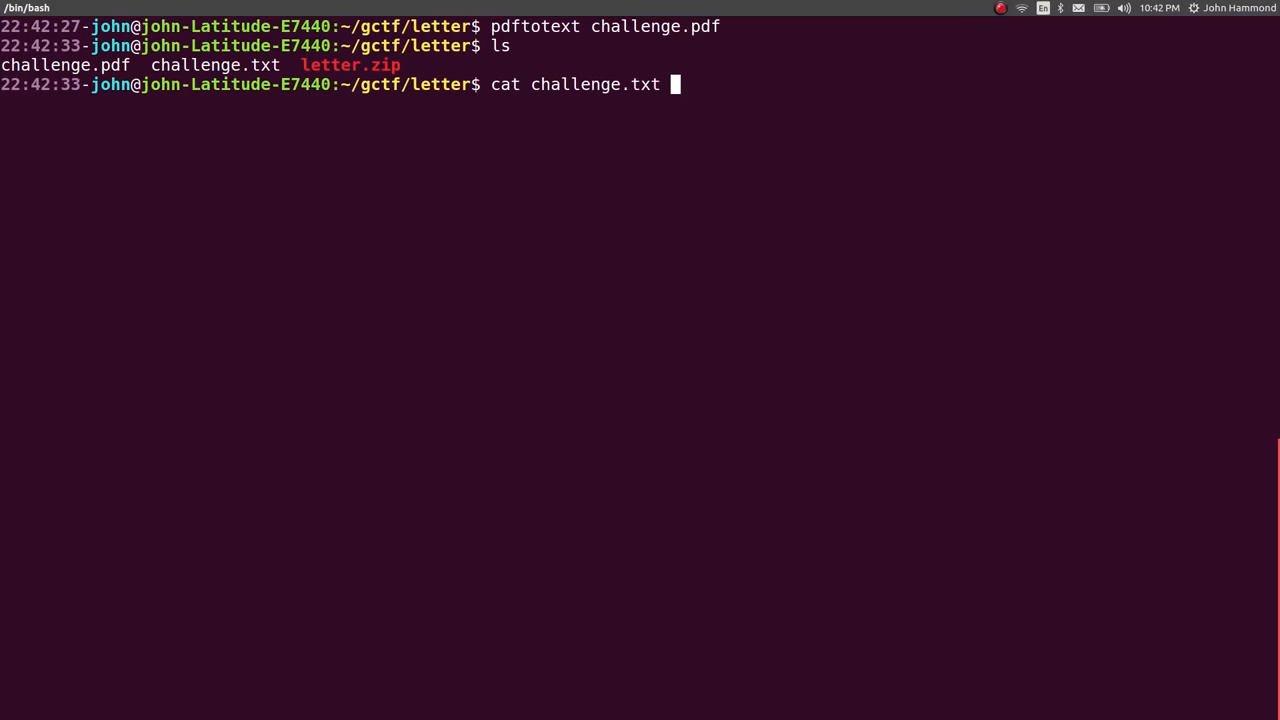 /bin/bash
En
10:42 PM
John Hammond
22:42:27-john@john-Latitude-E7440:~/gctf/letter$ pdftotext challenge.pdf
22:42:33-john@john-Latitude-E7440:~/gctf/letter$ ls
challenge.pdf  challenge.txt  letter.zip
22:42:33-john@john-Latitude-E7440:~/gctf/letter$ cat challenge.txt